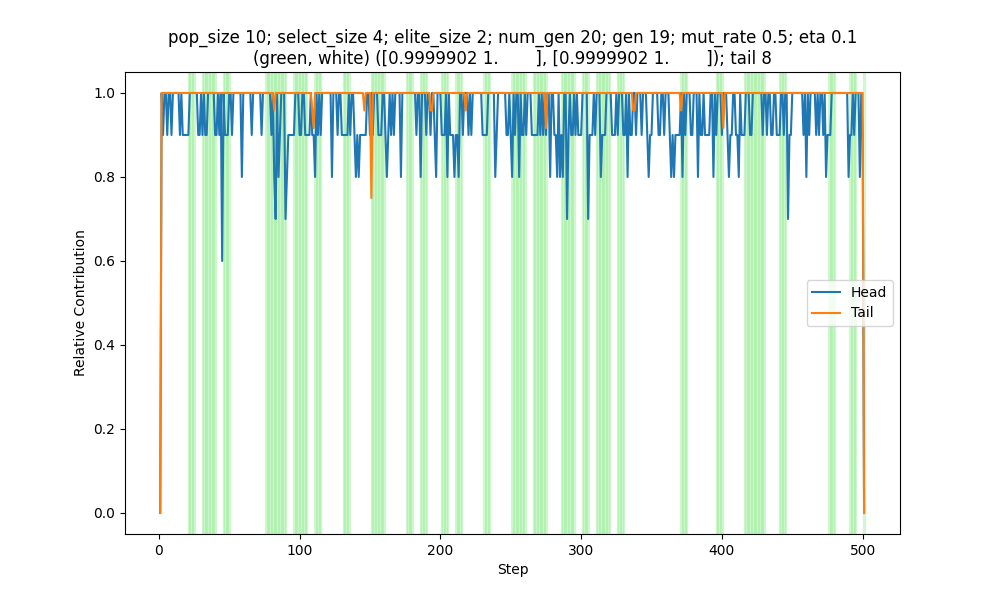 pop_size 10; select_size 4; elite_size 2; num_gen 20; gen 19; mut_rate 0.5; eta 0.1
(green, white) ([0.9999902 1.        ], [0.9999902 1.        ]); tail 8
1.0
0.8
0.6
0.4
0.2
0.0
Relative Contribution
Head
Tail
0
100
200
300
400
500
Step